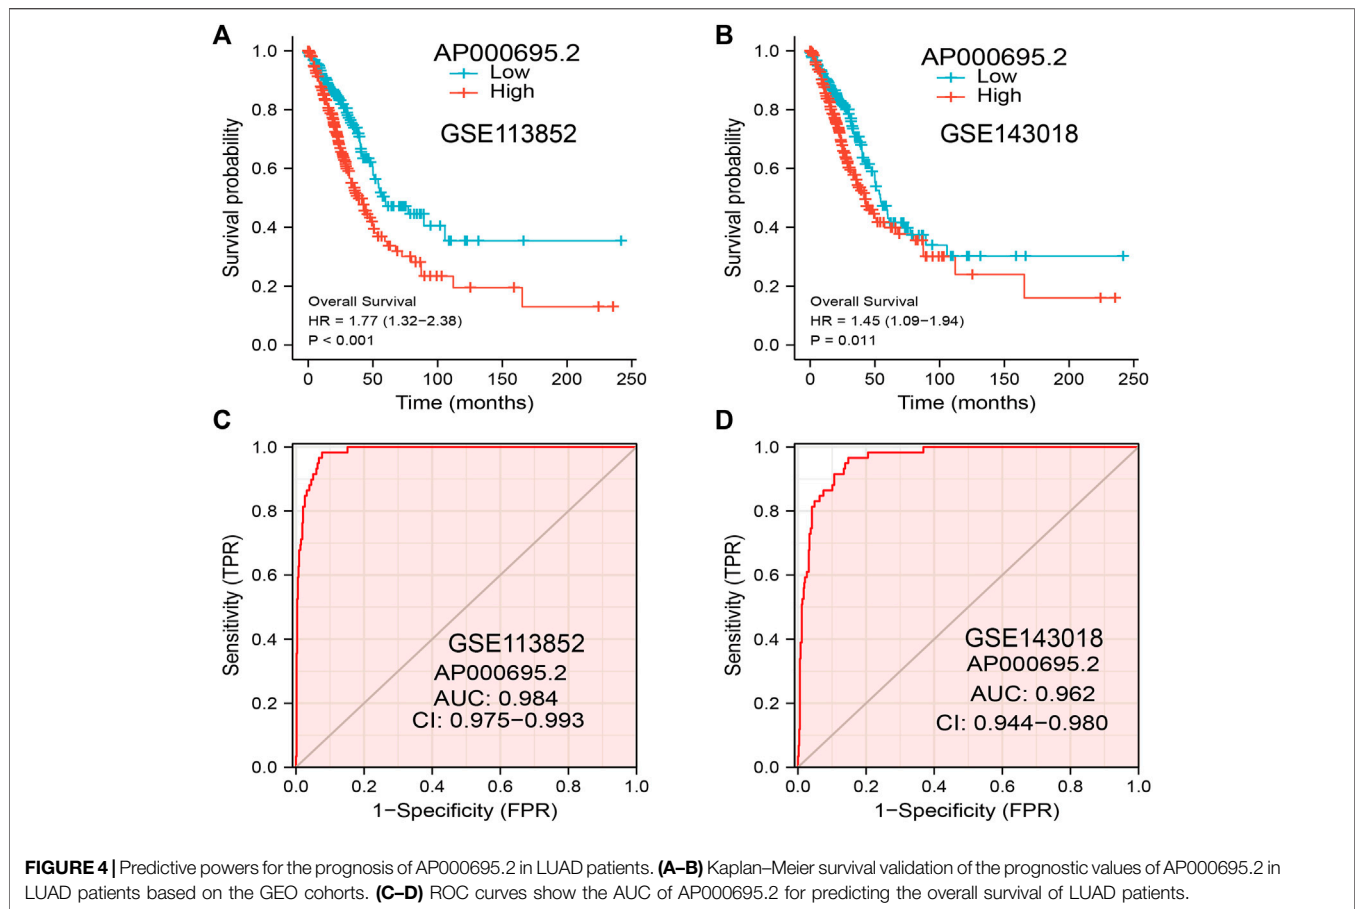 A
AP000695.2
Low
High
GSE113852
Survival probability
1.0
0.8
0.6
0.4
0.2
0.0
Overall Survival
HR = 1.77 (1.32−2.38)
P < 0.001
0 50 100 150 200 250
Time (months)
B
AP000695.2
Low
High
GSE143018
Survival probability
1.0
0.8
0.6
0.4
0.2
0.0
Overall Survival
HR = 1.45 (1.09−1.94)
P = 0.011
0 50 100 150 200 250
Time (months)
C
Sensitivity (TPR)
1.0
0.8
0.6
0.4
0.2
0.0
GSE113852
AP000695.2
AUC: 0.984
CI: 0.975−0.993
0.0 0.2 0.4 0.6 0.8 1.0
1−Specificity (FPR)
D
Sensitivity (TPR)
1.0
0.8
0.6
0.4
0.2
0.0
GSE143018
AP000695.2
AUC: 0.962
CI: 0.944−0.980
0.0 0.2 0.4 0.6 0.8 1.0
1−Specificity (FPR)
FIGURE 4 | Predictive powers for the prognosis of AP000695.2 in LUAD patients. (A–B) Kaplan–Meier survival validation of the prognostic values of AP000695.2 in
LUAD patients based on the GEO cohorts. (C–D) ROC curves show the AUC of AP000695.2 for predicting the overall survival of LUAD patients.